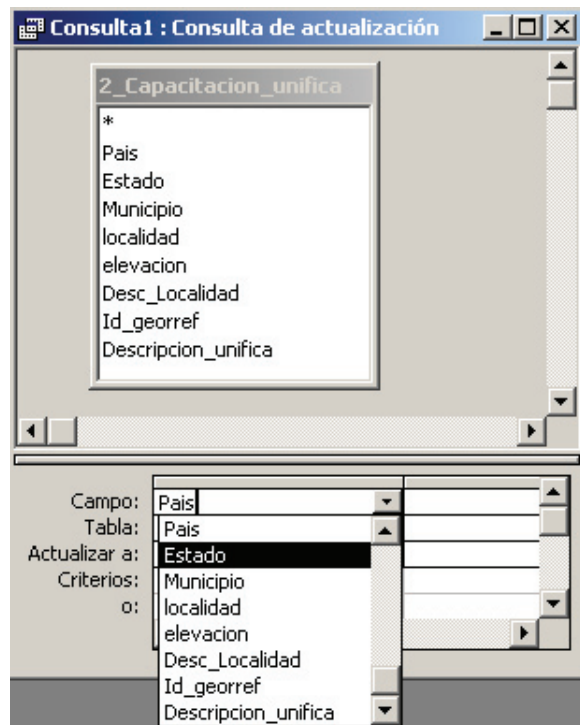 Consulta1 : Consulta de actualización
2_Capacitacion_unifica
*
Pais
Estado
Municipio
localidad
elevacion
Desc_Localidad
Id_georref
Descripcion_unifica
Campo: Pais
Tabla: Pais
Actualizar a: Estado
Criterios: Municipio
o: localidad
elevacion
Desc_Localidad
Id_georref
Descripcion_unifica